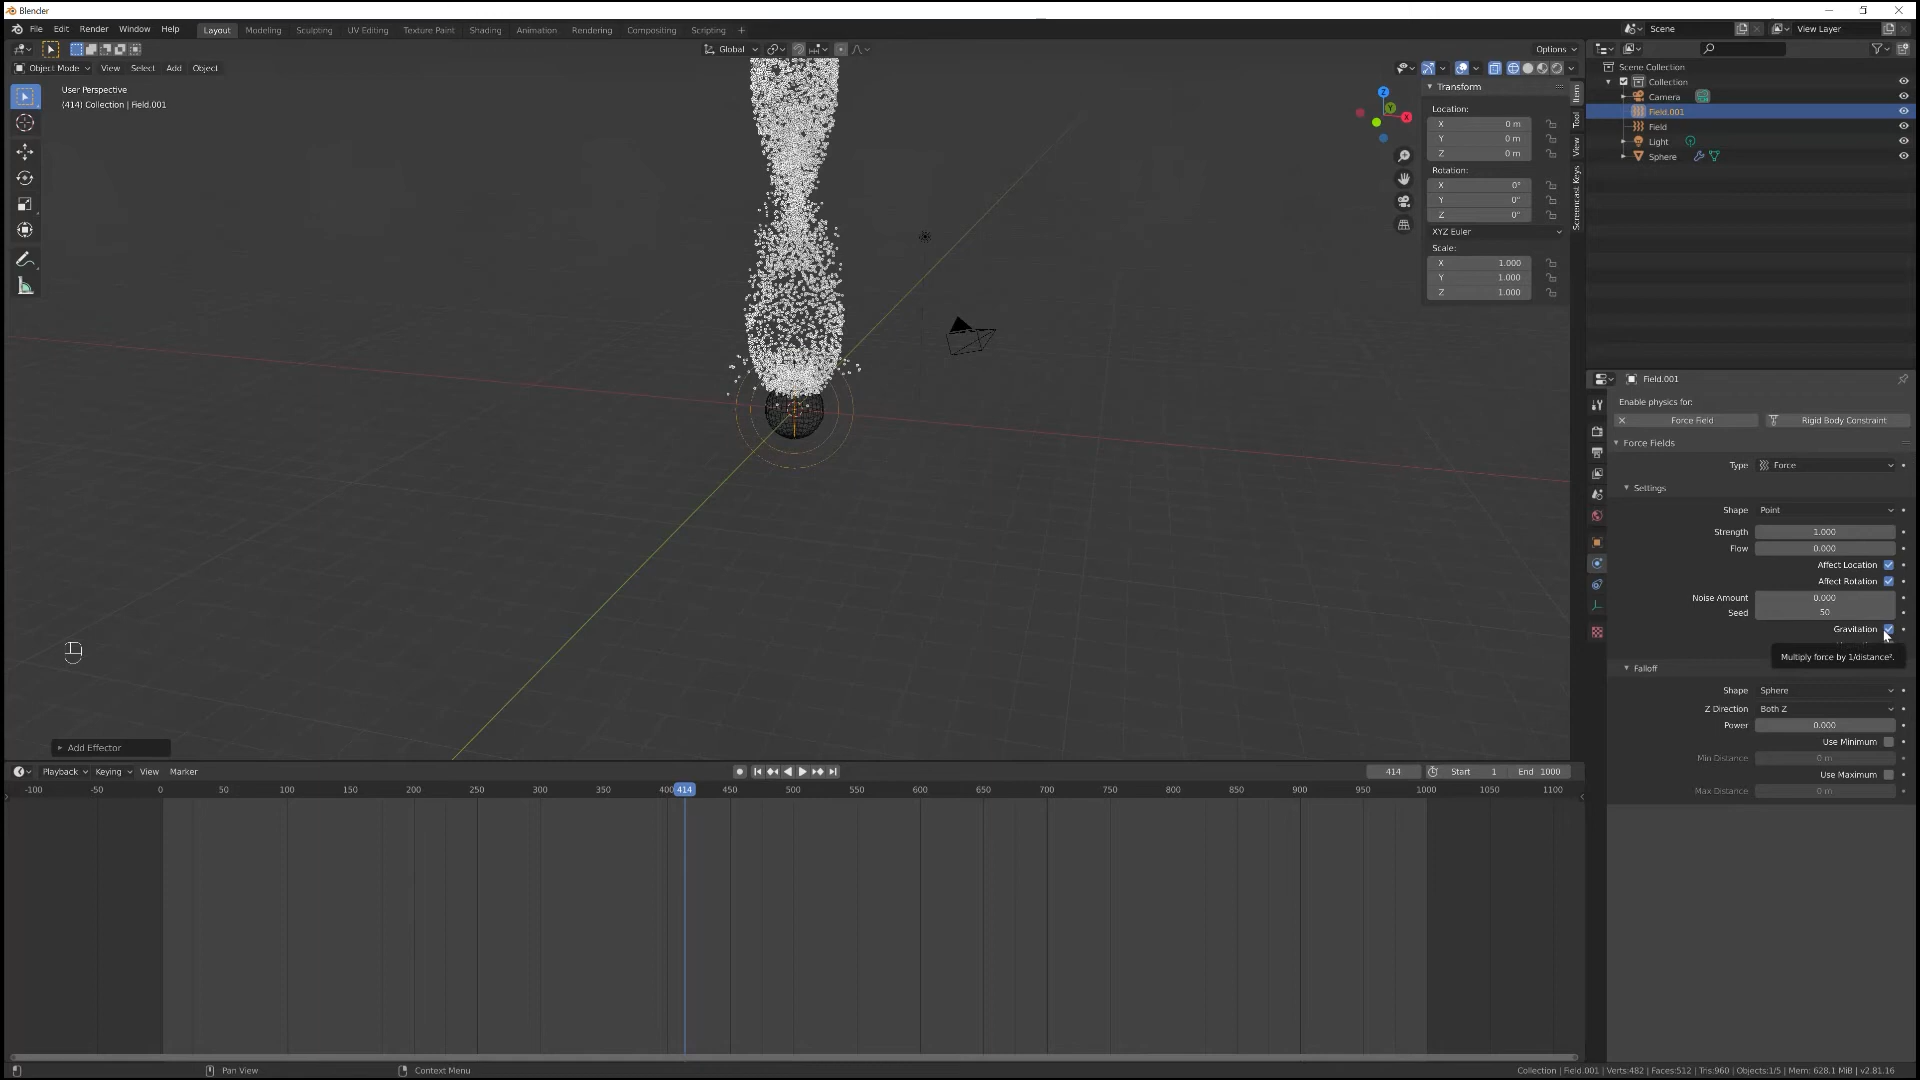 Blender
File Edit Render Window Help
Layout Modeling Sculpting UV Editing Texture Paint Shading Animation Rendering Compositing Scripting +
Scene
View Layer
Global
Options
Object Mode View Select Add Object
User Perspective
(414) Collection | Field.001
Z
Y
X
Transform
Location:
X 0 m
Y 0 m
Z 0 m
Rotation:
X 0°
Y 0°
Z 0°
XYZ Euler
Scale:
X 1.000
Y 1.000
Z 1.000
Item
Tool
View
Screencast Keys
Scene Collection
Collection
Camera
Field.001
Field
Light
Sphere
Field.001
Enable physics for:
Force Field
Rigid Body Constraint
Force Fields
Type Force
Settings
Shape Point
Strength 1.000
Flow 0.000
Affect Location
Affect Rotation
Noise Amount 0.000
Seed 50
Gravitation
Multiply force by 1/distance².
Falloff
Shape Sphere
Z Direction Both Z
Power 0.000
Use Minimum
Min Distance 0 m
Use Maximum
Max Distance 0 m
Add Effector
Playback Keying View Marker
414 Start 1 End 1000
-100 -50 0 50 100 150 200 250 300 350 400 414 450 500 550 600 650 700 750 800 850 900 950 1000 1050 1100
Pan View
Context Menu
Collection | Field.001 | Verts:482 | Faces:512 | Tris:960 | Objects:1/5 | Mem: 628.1 MiB | v2.81.16